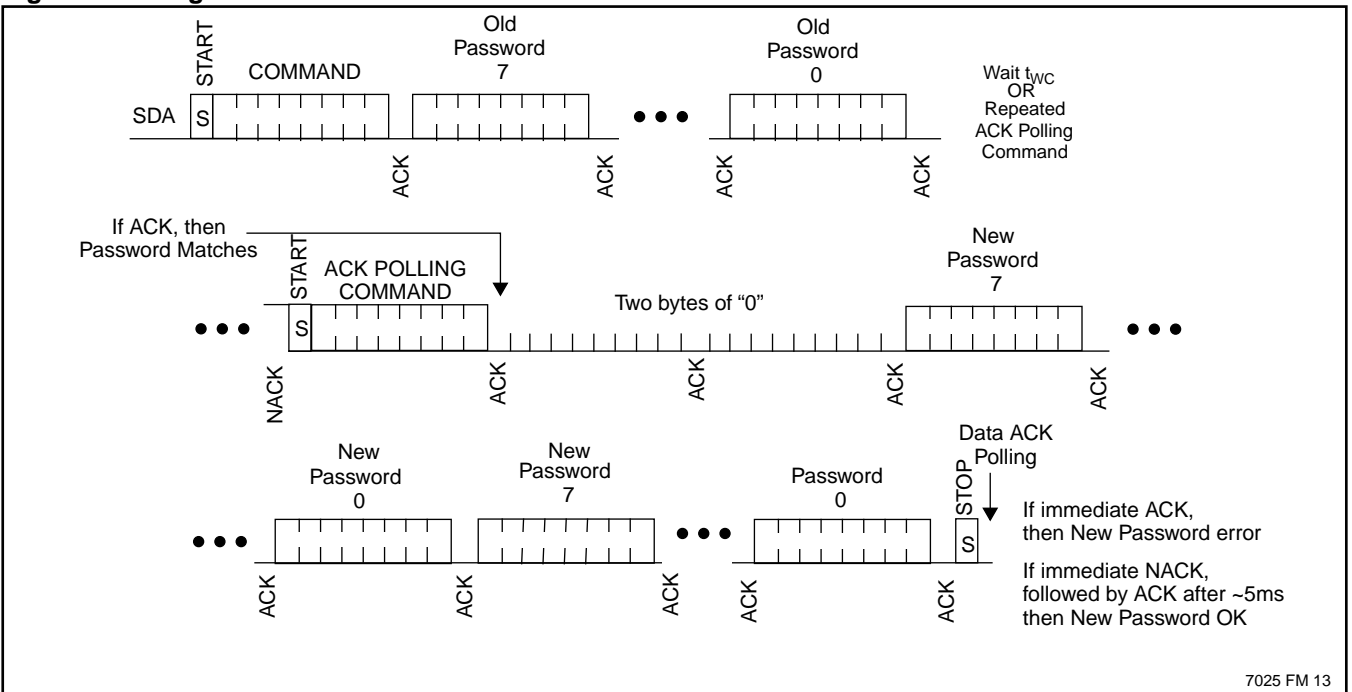 START
COMMAND
Old
Password
7
Old
Password
0
Wait tWC
OR
Repeated
ACK Polling
Command
SDA
S
ACK
ACK
ACK
ACK
If ACK, then
Password Matches
START
ACK POLLING
COMMAND
Two bytes of “0”
New
Password
7
S
NACK
ACK
ACK
ACK
ACK
New
Password
0
New
Password
7
Password
0
STOP
Data ACK
Polling
S
If immediate ACK,
then New Password error
If immediate NACK,
followed by ACK after ~5ms
then New Password OK
ACK
ACK
ACK
ACK
ACK
7025 FM 13